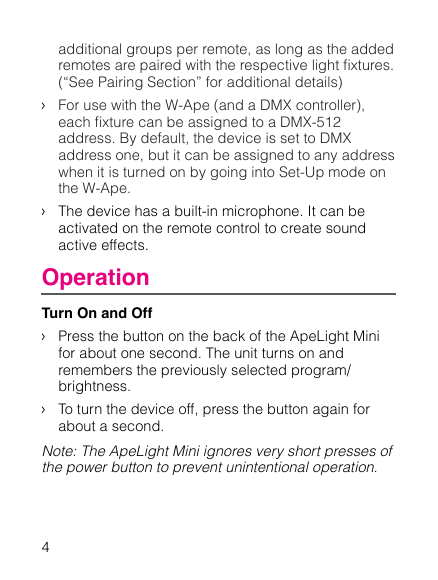 additional groups per remote, as long as the added
remotes are paired with the respective light fixtures.
(“See Pairing Section” for additional details)
› For use with the W-Ape (and a DMX controller),
each fixture can be assigned to a DMX-512
address. By default, the device is set to DMX
address one, but it can be assigned to any address
when it is turned on by going into Set-Up mode on
the W-Ape.
› The device has a built-in microphone. It can be
activated on the remote control to create sound
active effects.
Operation
Turn On and Off
› Press the button on the back of the ApeLight Mini
for about one second. The unit turns on and
remembers the previously selected program/
brightness.
› To turn the device off, press the button again for
about a second.
Note: The ApeLight Mini ignores very short presses of
the power button to prevent unintentional operation.
4